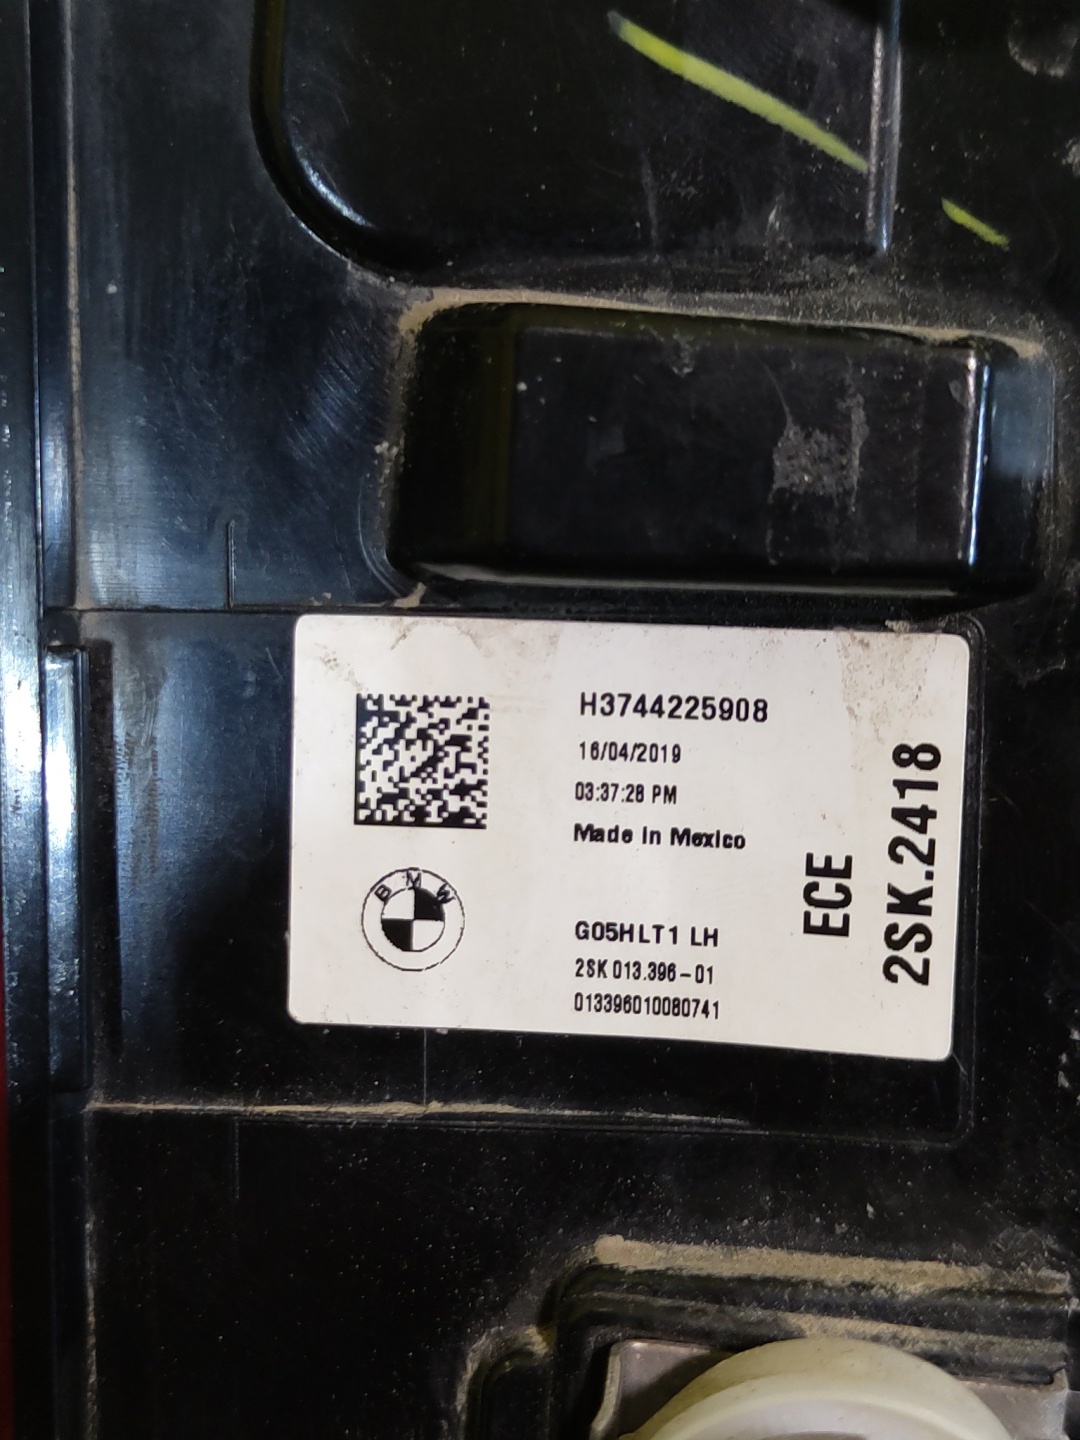 H3744225908
16/04/2019
03:37:28 PM
Made In Mexico
BMW
G05HLT1 LH
2SK 013.396-01
013396010080741
ECE
2SK.2418